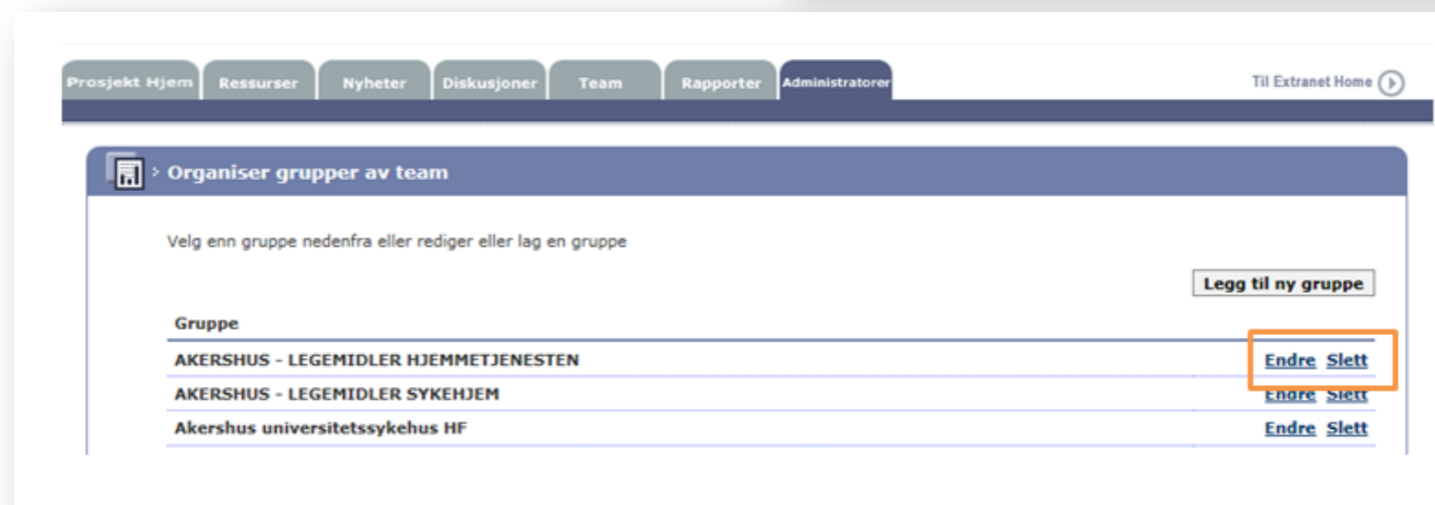 Prosjekt Hjem Ressurser Nyheter Diskusjoner Team Rapporter Administratorer Til Extranet Home
Organiser grupper av team
Velg enn gruppe nedenfra eller rediger eller lag en gruppe
Legg til ny gruppe
Gruppe
AKERSHUS - LEGEMIDLER HJEMMETJENESTEN Endre Slett
AKERSHUS - LEGEMIDLER SYKEHJEM Endre Slett
Akershus universitetssykehus HF Endre Slett